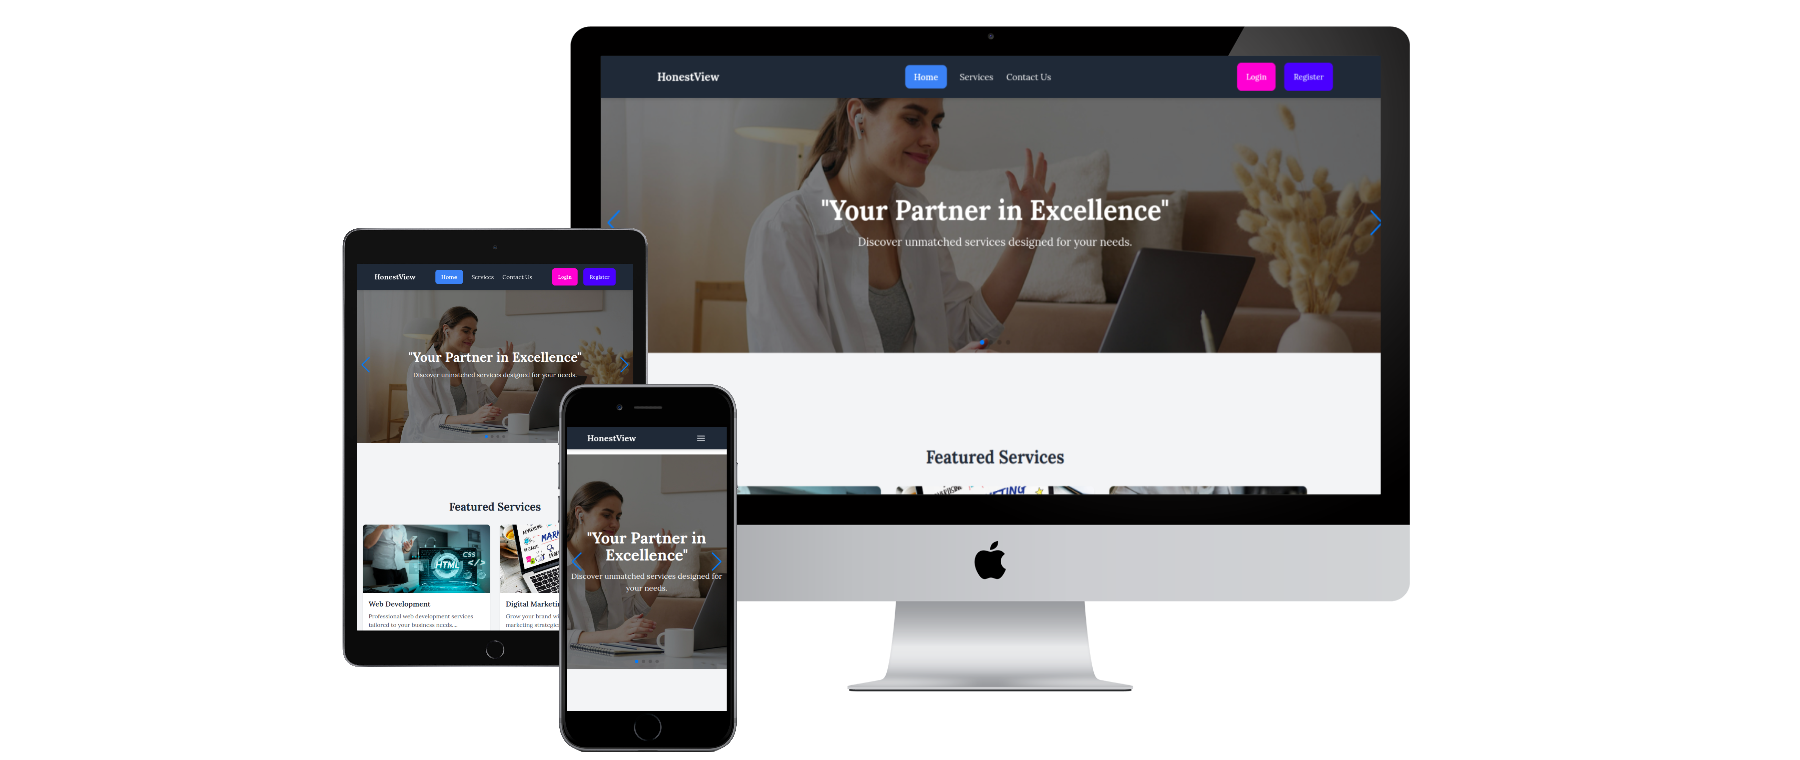 HonestView
Home
Services
Contact Us
Login
Register
"Your Partner in Excellence"
Discover unmatched services designed for your needs.
Featured Services
HonestView
Home
Services
Contact Us
Login
Register
"Your Partner in Excellence"
Discover unmatched services designed for your needs.
Featured Services
CSS
</>
HTML
Web Development
Professional web development services
tailored to your business needs....
Digital
Grow your brand
marketing
HonestView
"Your Partner in
Excellence"
Discover unmatched services designed for
your needs.